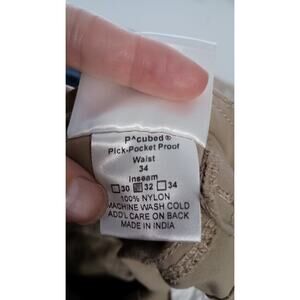 P^cubed®
Pick-Pocket Proof
Waist
34
inseam
☐30 ☒32 ☐34
100% NYLON
MACHINE WASH COLD
ADD'L CARE ON BACK
MADE IN INDIA